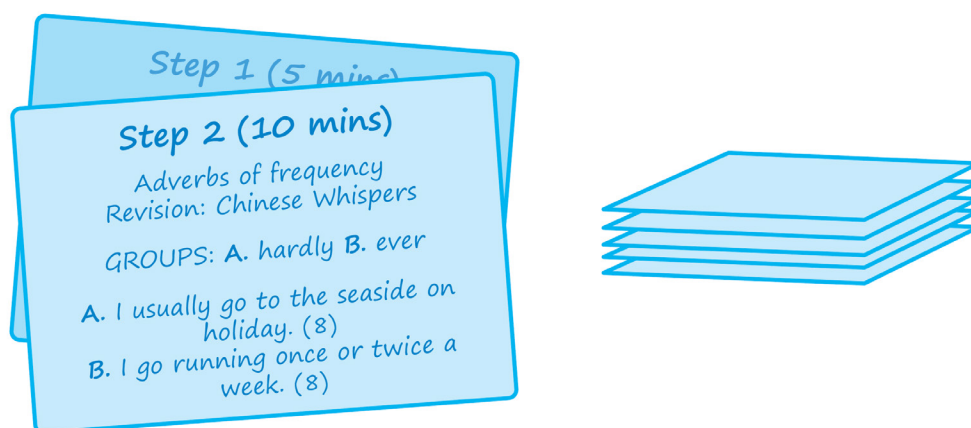 Step 1 (5 mins)
Step 2 (10 mins)
Adverbs of frequency
Revision: Chinese Whispers
GROUPS: A. hardly B. ever
A. I usually go to the seaside on
holiday. (8)
B. I go running once or twice a
week. (8)